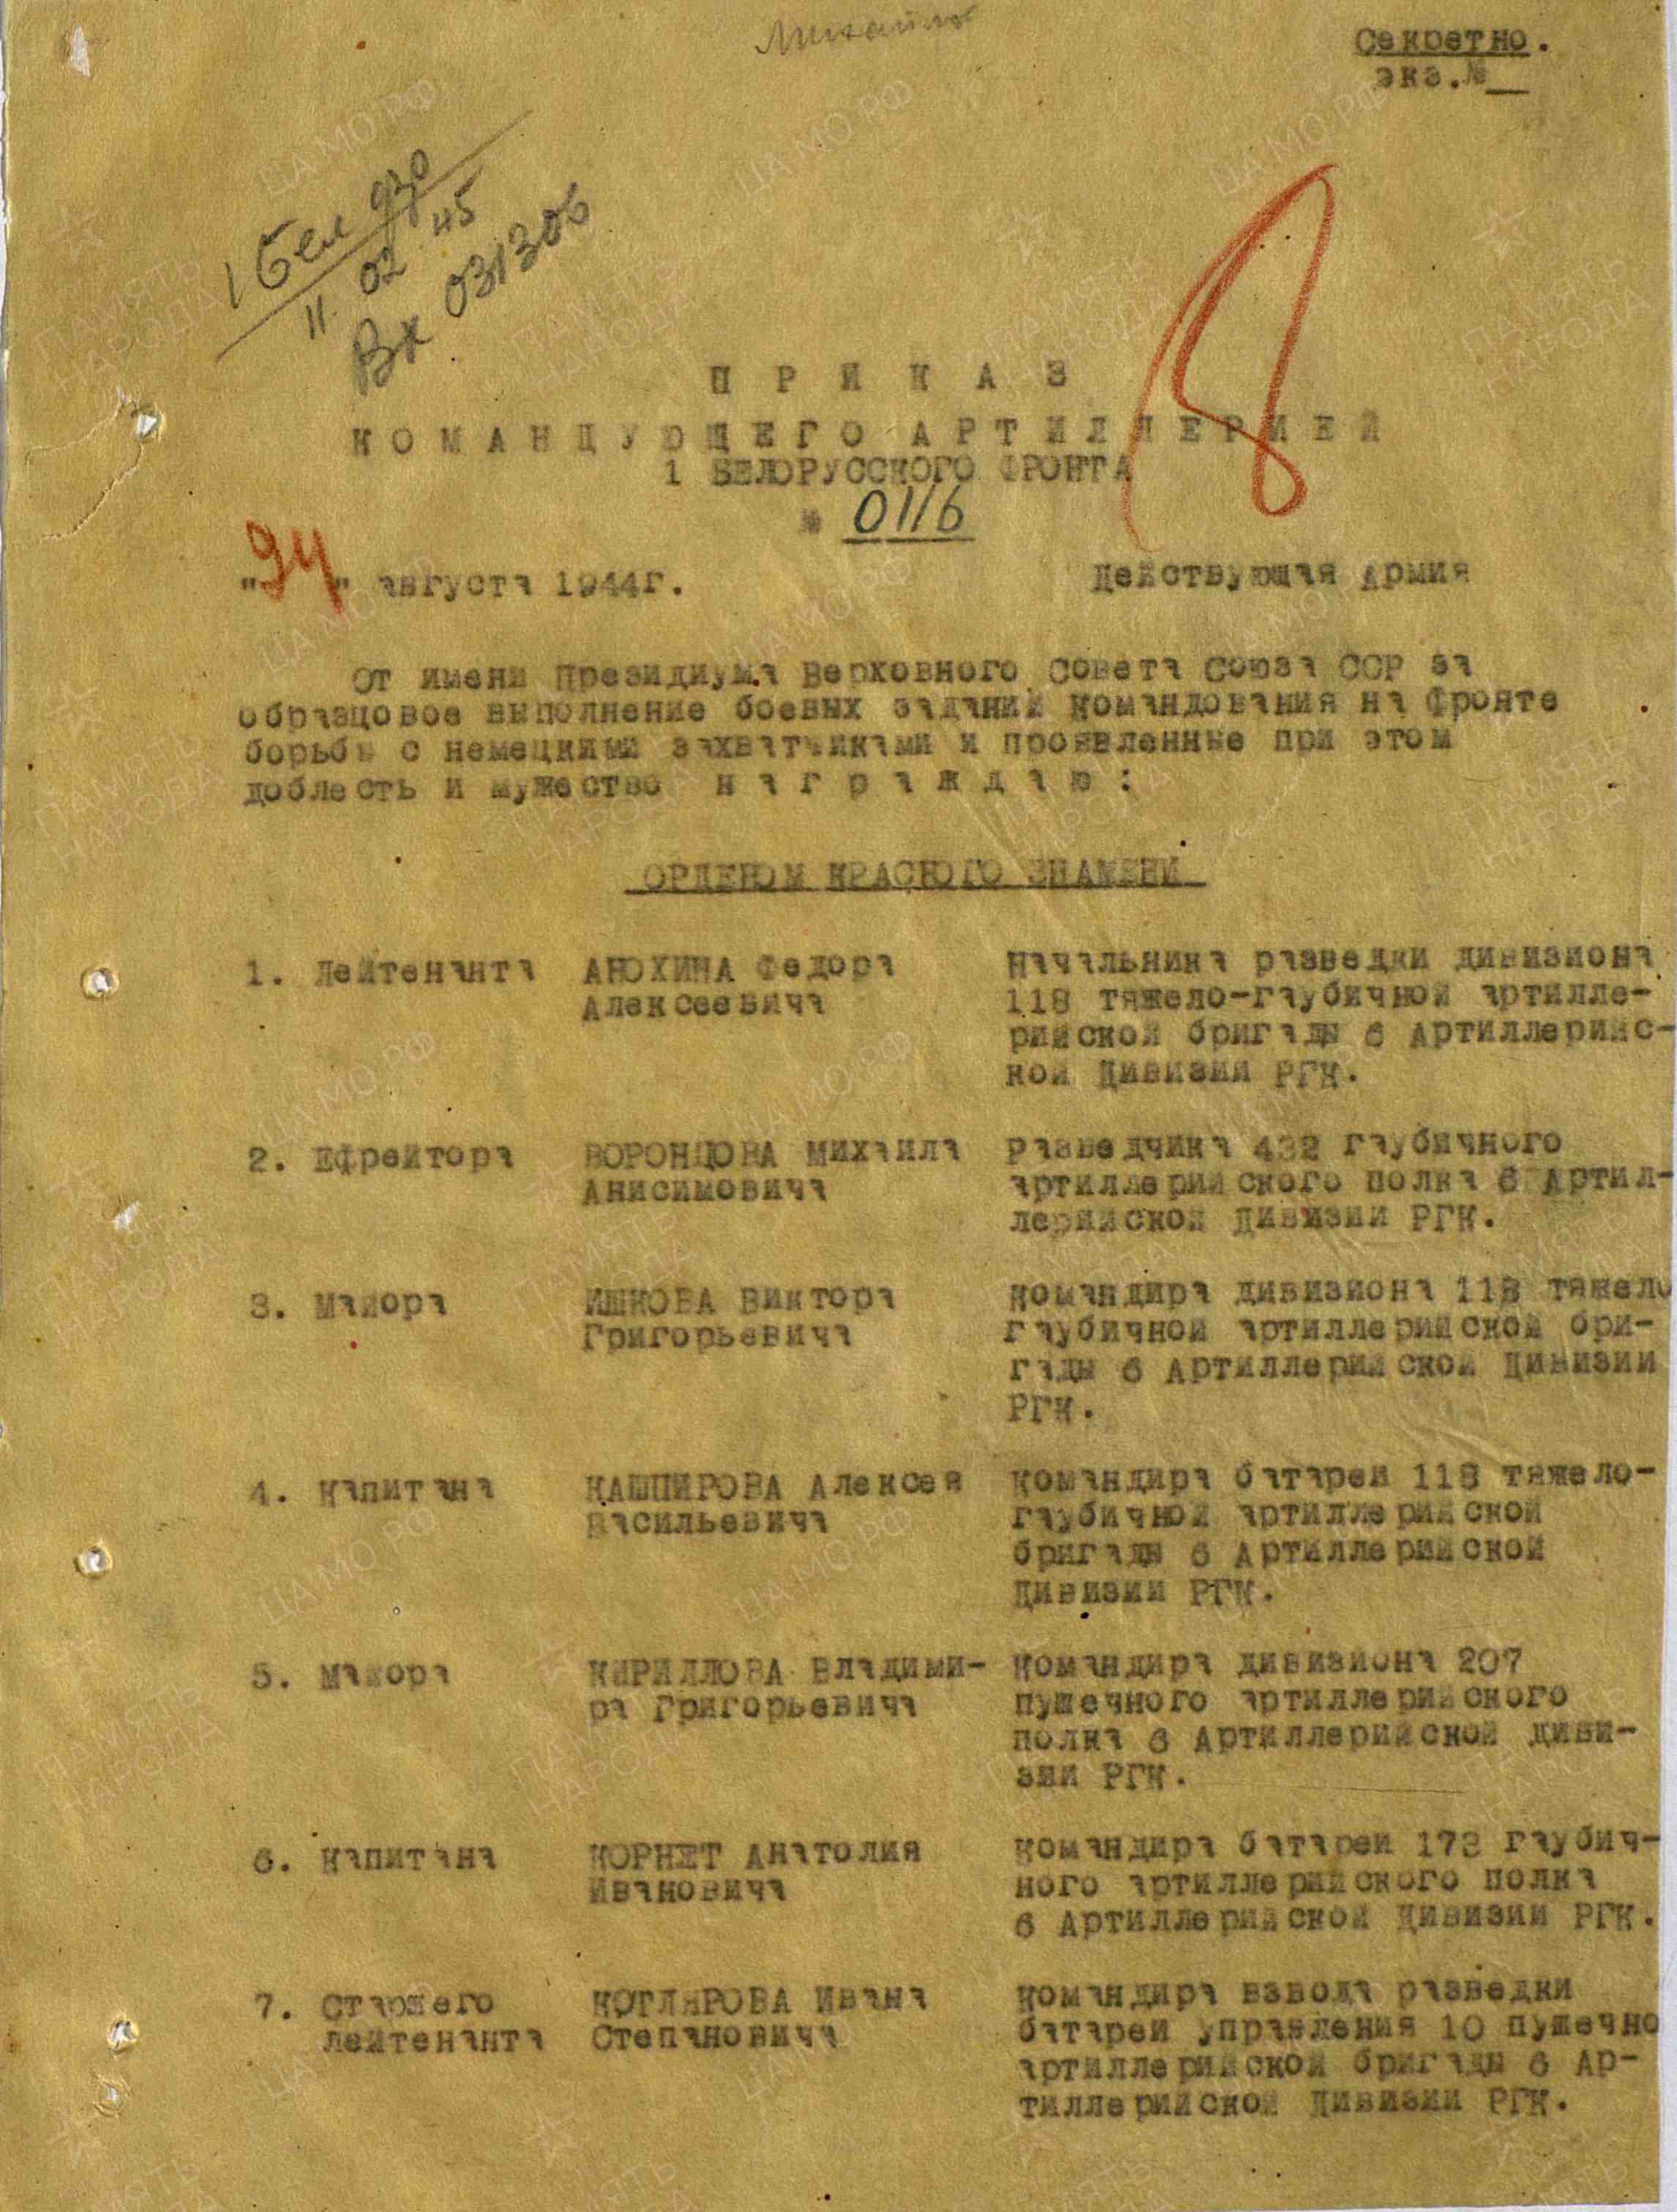 Секретно.
экз.№__
1 Бел
11 02 45
Вх 031306
ПРИКАЗ
КОМАНДУЮЩЕГО АРТИЛЛЕРИЕЙ
1 БЕЛОРУССКОГО ФРОНТА
№ 0116
"24" августа 1944г. Действующая Армия
От имени Президиума Верховного Совета Союза ССР за
образцовое выполнение боевых заданий командования на фронте
борьбы с немецкими захватчиками и проявленные при этом
доблесть и мужество награждаю:
ОРДЕНОМ КРАСНОГО ЗНАМЕНИ
1. Лейтенанта АНОХИНА Федора начальника разведки дивизиона
Алексеевича 118 тяжело-гаубичной артилле-
рийской бригады 6 Артиллерийс-
кой Дивизии РГК.
2. Ефрейтора ВОРОНЦОВА Михаила разведчика 432 гаубичного
Анисимовича артиллерийского полка 6 Артил-
лерийской Дивизии РГК.
3. Майора ИШКОВА Виктора командира дивизиона 118 тяжело
Григорьевича гаубичной артиллерийской бри-
гады 6 Артиллерийской Дивизии
РГК.
4. Капитана КАШПИРОВА Алексея командира батареи 118 тяжело-
Васильевича гаубичной артиллерийской
бригады 6 Артиллерийской
Дивизии РГК.
5. Майора КИРИЛЛОВА Владими- командира дивизиона 207
ра Григорьевича пушечного артиллерийского
полка 6 Артиллерийской диви-
зии РГК.
6. Капитана КОРНЕТ Анатолия командира батареи 173 гаубич-
Ивановича ного артиллерийского полка
6 Артиллерийской Дивизии РГК.
7. Старшего КОТЛЯРОВА Ивана командира взвода разведки
лейтенанта Степановича батареи управления 10 пушечно
артиллерийской бригады 6 Ар-
тиллерийской Дивизии РГК.
ЦАМО РФ
ПАМЯТЬ
НАРОДА